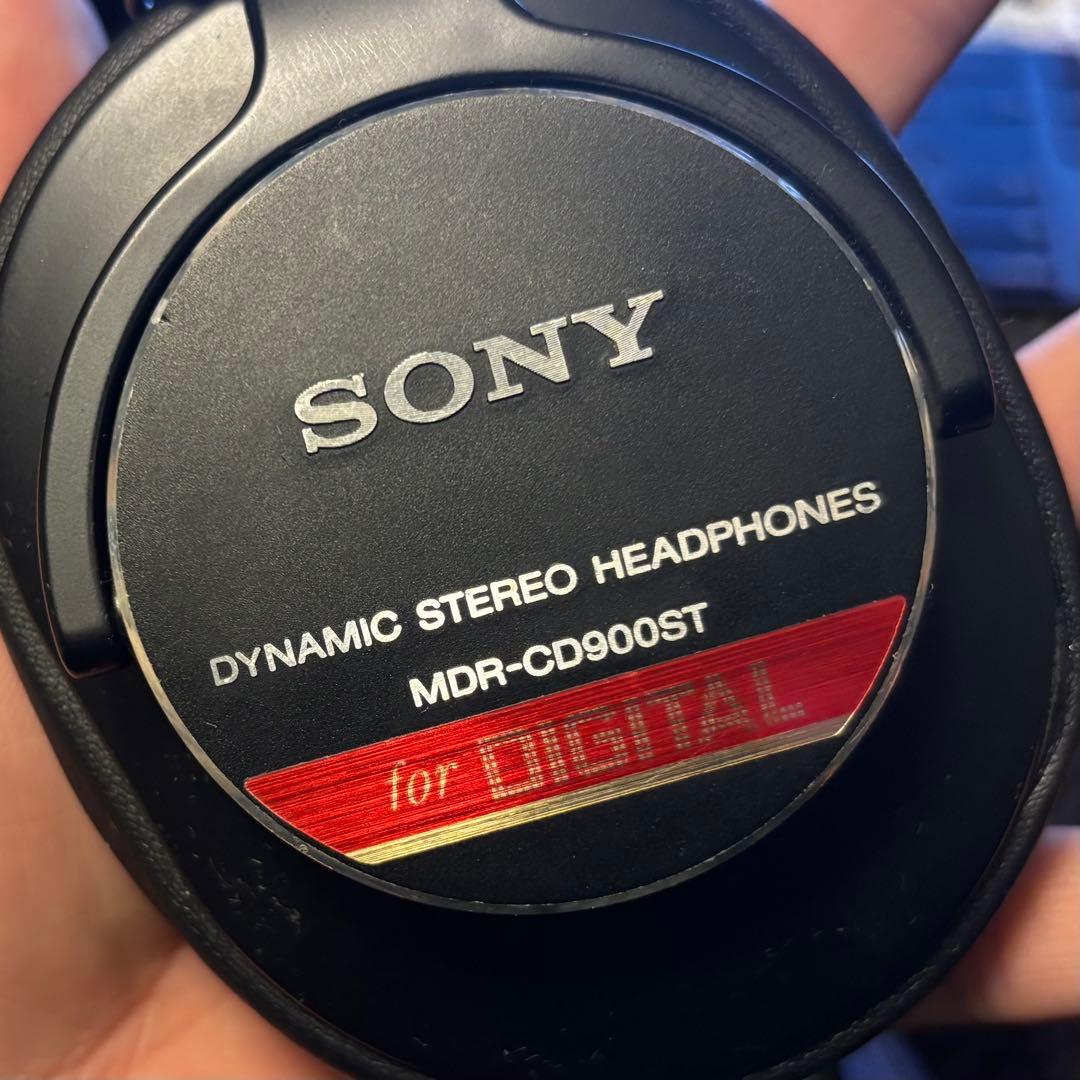 SONY
DYNAMIC STEREO HEADPHONES
MDR-CD900ST
for DIGITAL